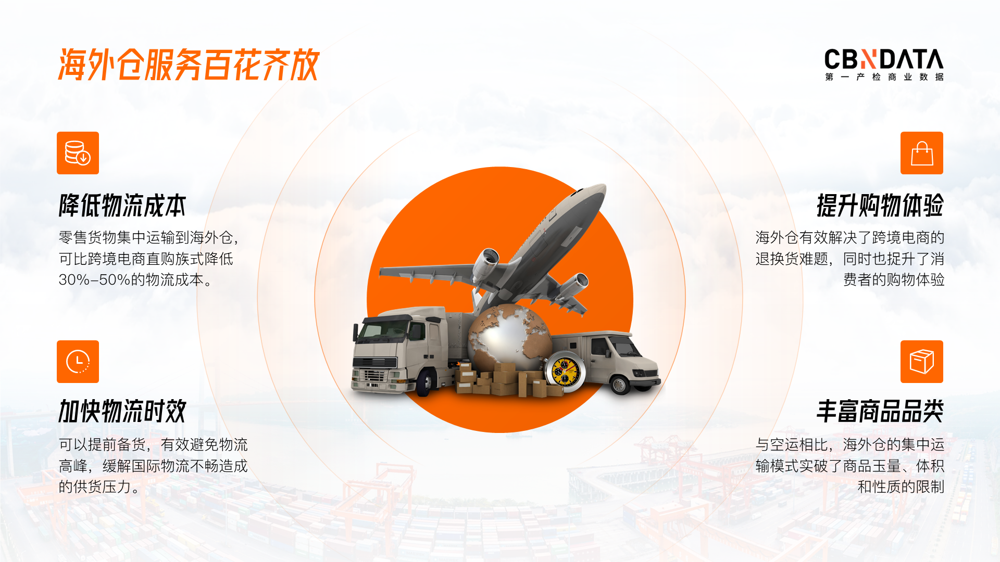 海外仓服务百花齐放
CBNDATA
第一产检商业数据
降低物流成本
零售货物集中运输到海外仓，
可比跨境电商直购族式降低
30%-50%的物流成本。
提升购物体验
海外仓有效解决了跨境电商的
退换货难题，同时也捉升了消
费者的购物体验
加快物流时效
可以提前备货，有效避免物流
高峰，缓解国际物流不畅造成
的供货压力。
丰富商品品类
与空运相比，海外仓的集中运
输模式实破了商品玉量、体积
和性质的限制